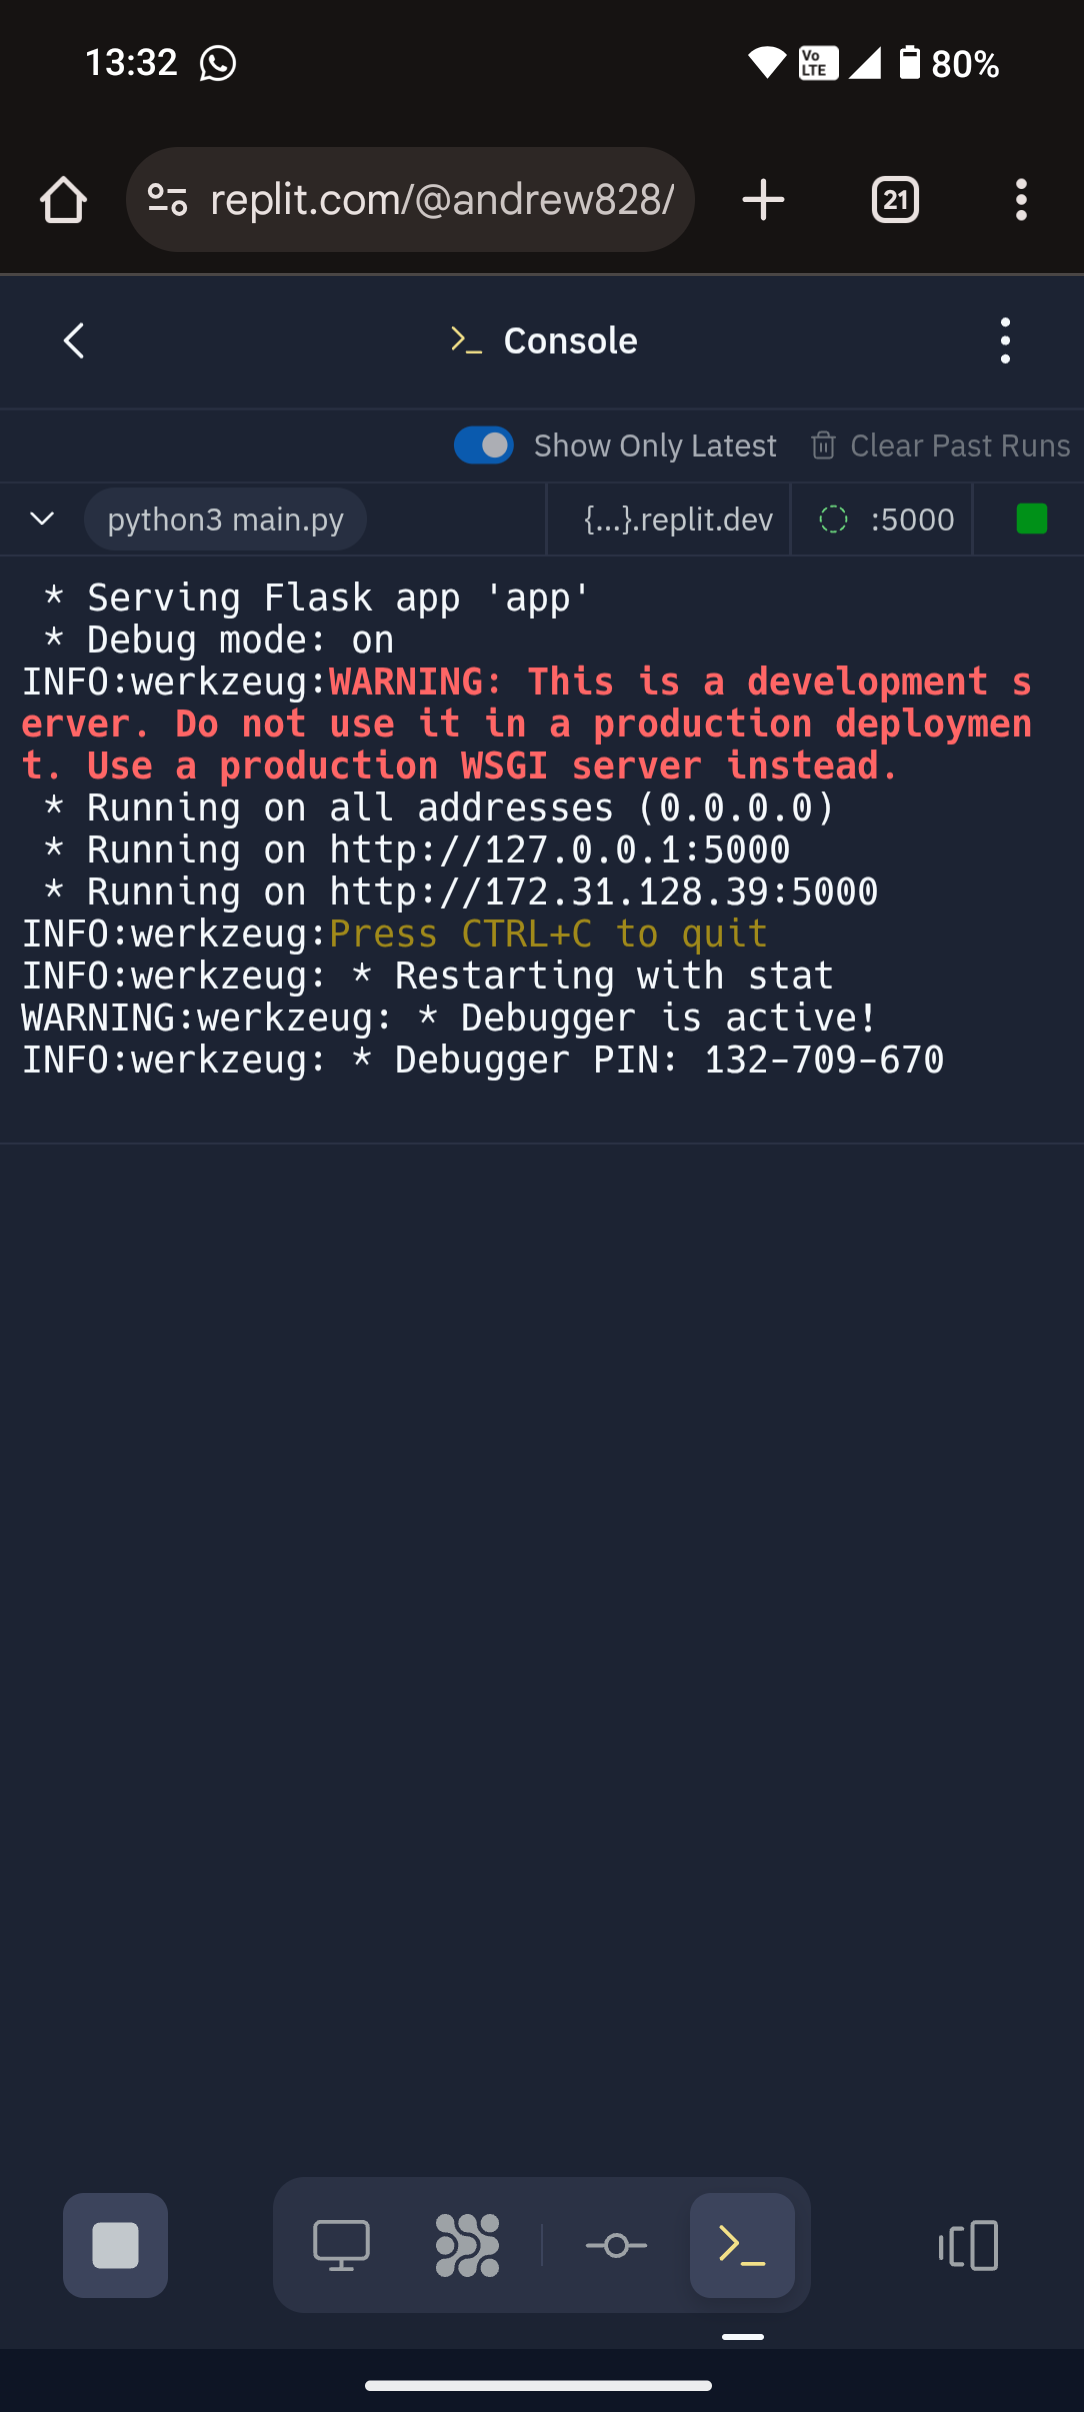 13:32
Vo LTE
80%
replit.com/@andrew828/
21
>_ Console
Show Only Latest
Clear Past Runs
python3 main.py
{...}.replit.dev
:5000
* Serving Flask app 'app'
* Debug mode: on
INFO:werkzeug:WARNING: This is a development s
erver. Do not use it in a production deploymen
t. Use a production WSGI server instead.
* Running on all addresses (0.0.0.0)
* Running on http://127.0.0.1:5000
* Running on http://172.31.128.39:5000
INFO:werkzeug:Press CTRL+C to quit
INFO:werkzeug: * Restarting with stat
WARNING:werkzeug: * Debugger is active!
INFO:werkzeug: * Debugger PIN: 132-709-670